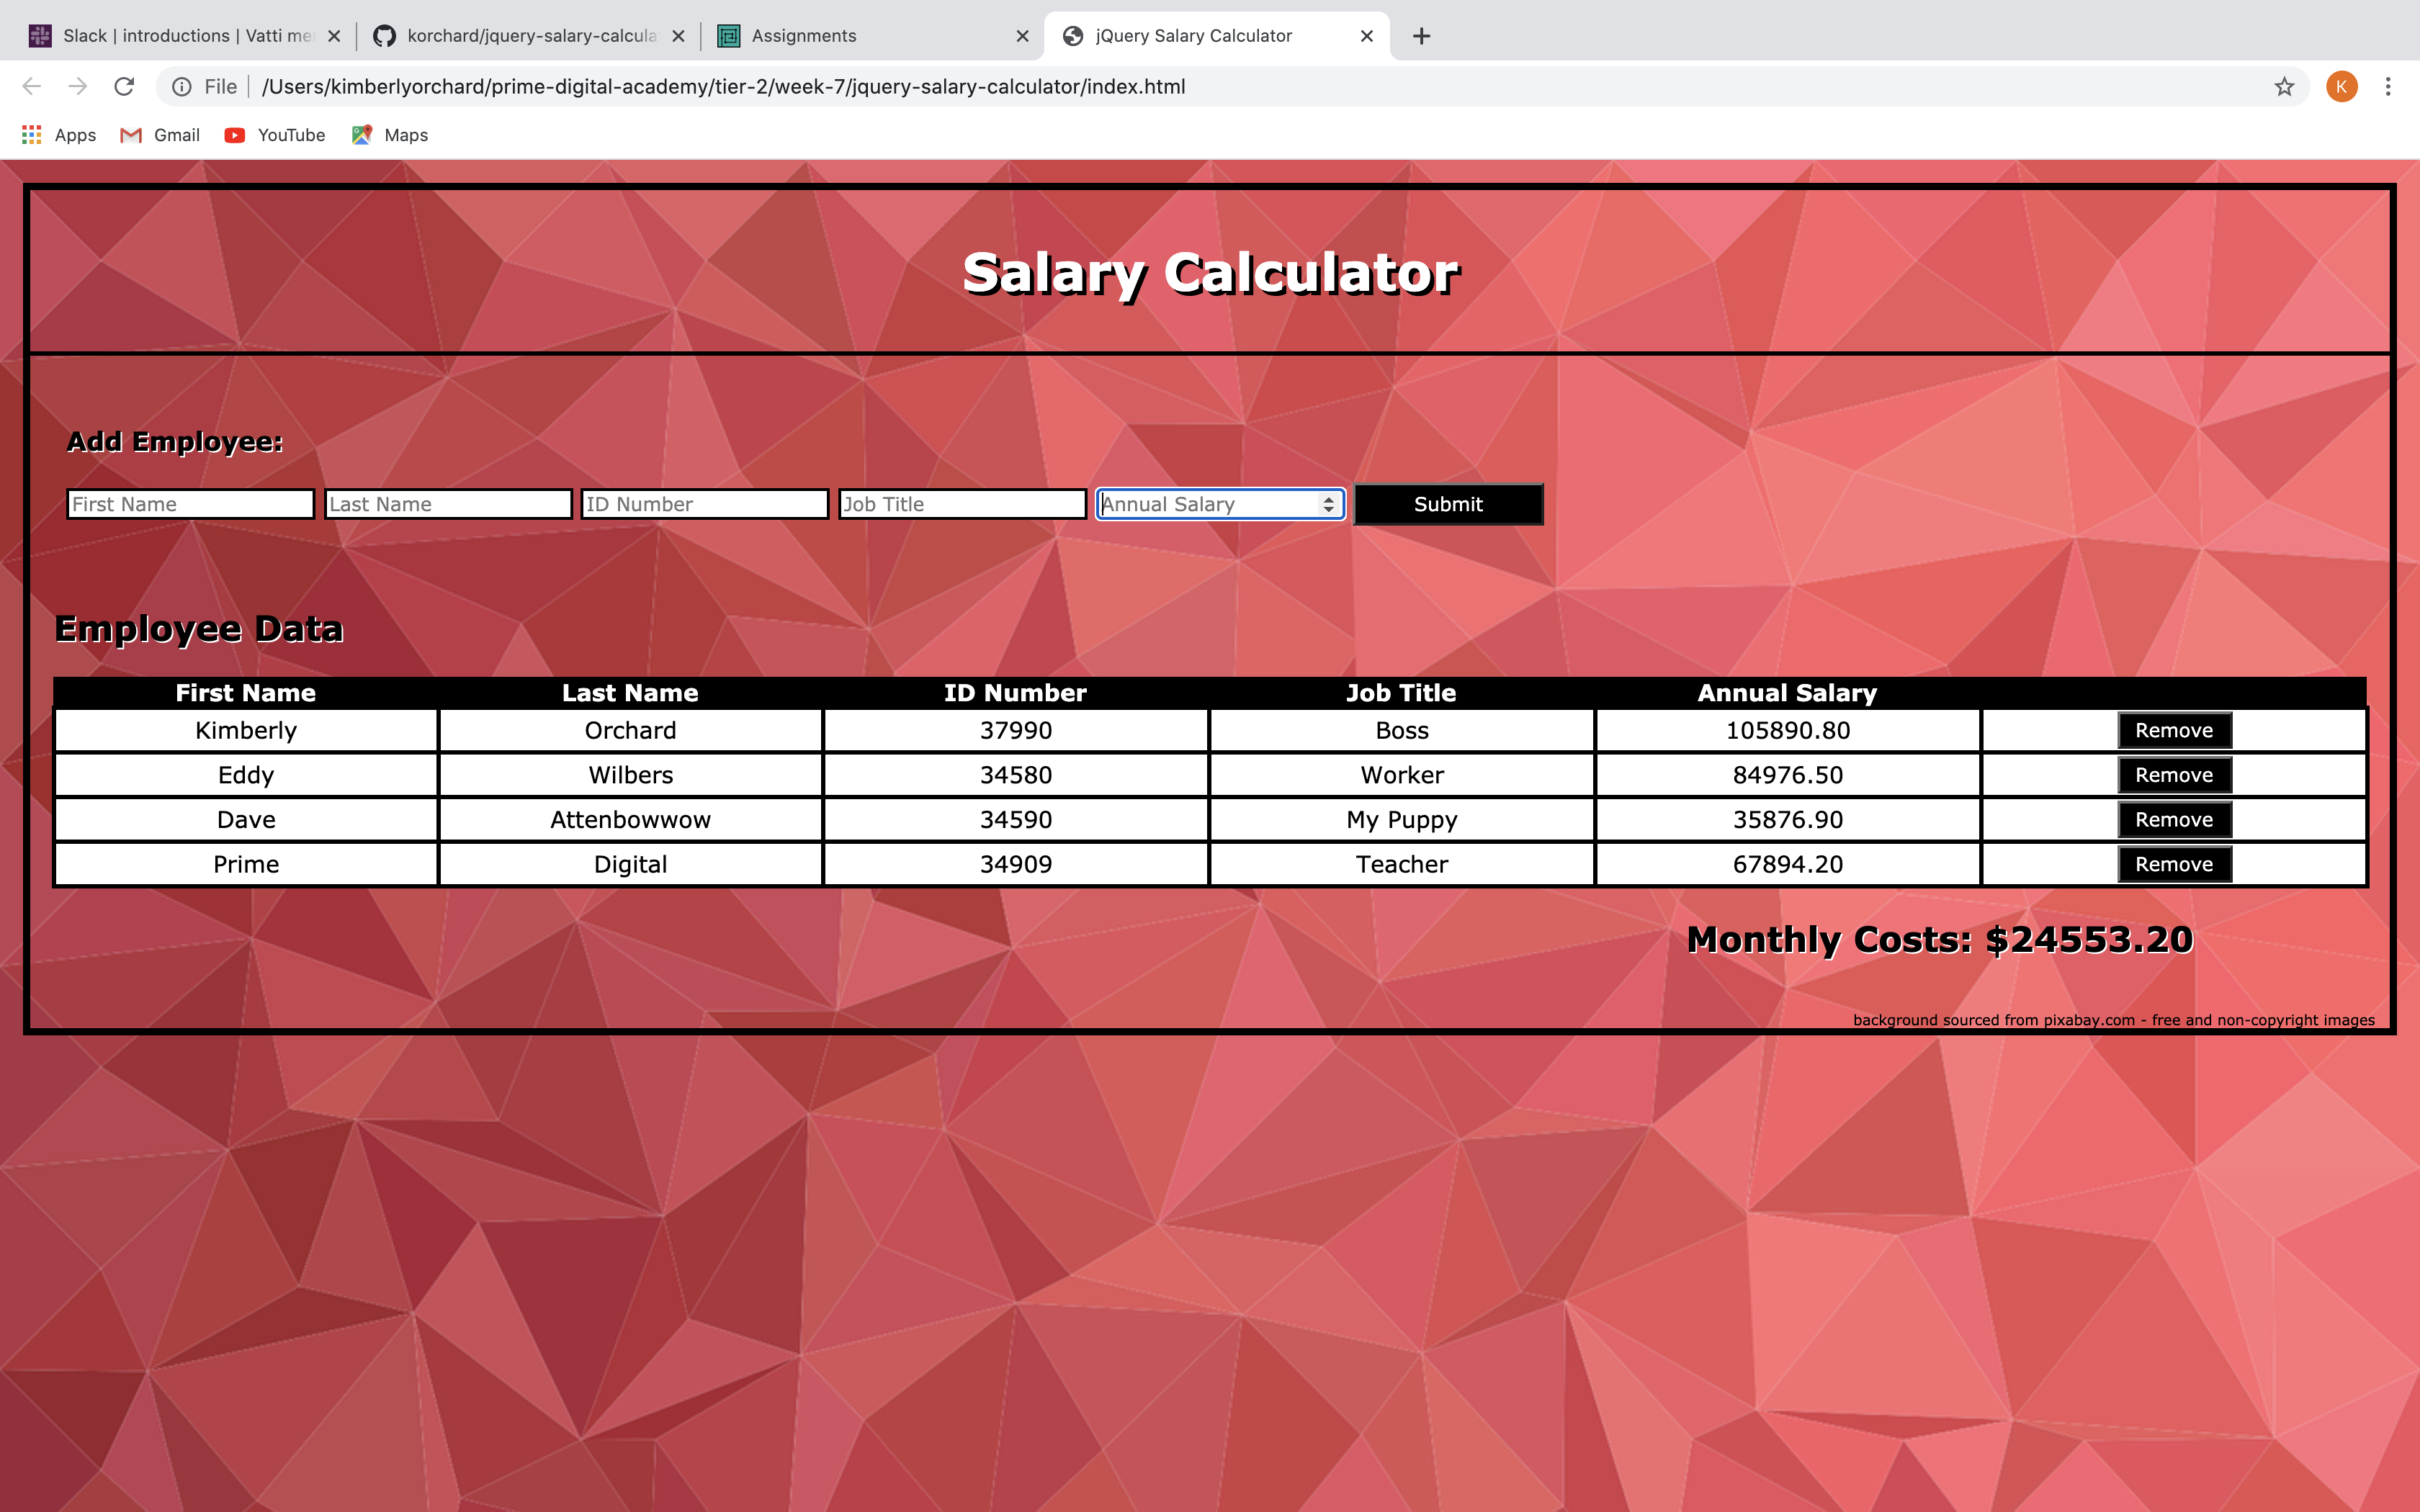 Slack | introductions | Vatti me
korchard/jquery-salary-calcula
Assignments
jQuery Salary Calculator
File | /Users/kimberlyorchard/prime-digital-academy/tier-2/week-7/jquery-salary-calculator/index.html
K
Apps Gmail YouTube Maps
Salary Calculator
Add Employee:
First Name Last Name ID Number Job Title Annual Salary Submit
Employee Data
First Name Last Name ID Number Job Title Annual Salary
Kimberly Orchard 37990 Boss 105890.80 Remove
Eddy Wilbers 34580 Worker 84976.50 Remove
Dave Attenbowwow 34590 My Puppy 35876.90 Remove
Prime Digital 34909 Teacher 67894.20 Remove
Monthly Costs: $24553.20
background sourced from pixabay.com - free and non-copyright images